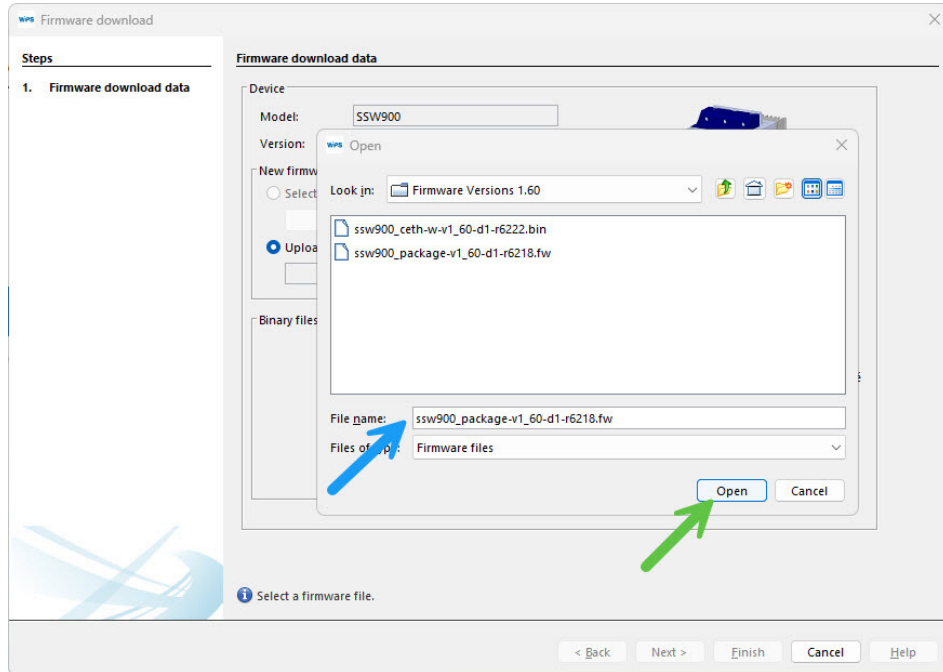 WPS Firmware download
Steps
1. Firmware download data
Firmware download data
Device
Model: SSW900
Version:
New firmw
Select
Uploa
Binary files
WPS Open
Look in: Firmware Versions 1.60
ssw900_ceth-w-v1_60-d1-r6222.bin
ssw900_package-v1_60-d1-r6218.fw
File name: ssw900_package-v1_60-d1-r6218.fw
Files of type: Firmware files
Open Cancel
Select a firmware file.
< Back Next > Finish Cancel Help